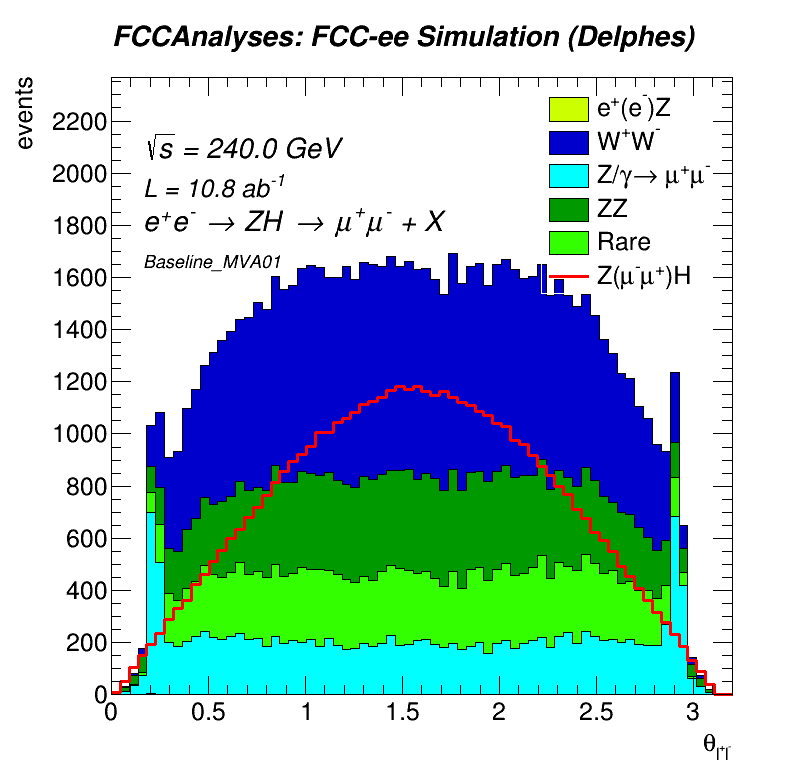 FCCAnalyses: FCC-ee Simulation (Delphes)
events
√s = 240.0 GeV
L = 10.8 ab⁻¹
e⁺e⁻ → ZH → μ⁺μ⁻ + X
Baseline_MVA01
e⁺(e⁻)Z
W⁺W⁻
Z/γ→ μ⁺μ⁻
ZZ
Rare
Z(μ⁻μ⁺)H
2200
2000
1800
1600
1400
1200
1000
800
600
400
200
0
0 0.5 1 1.5 2 2.5 3
θ_l⁺l⁻